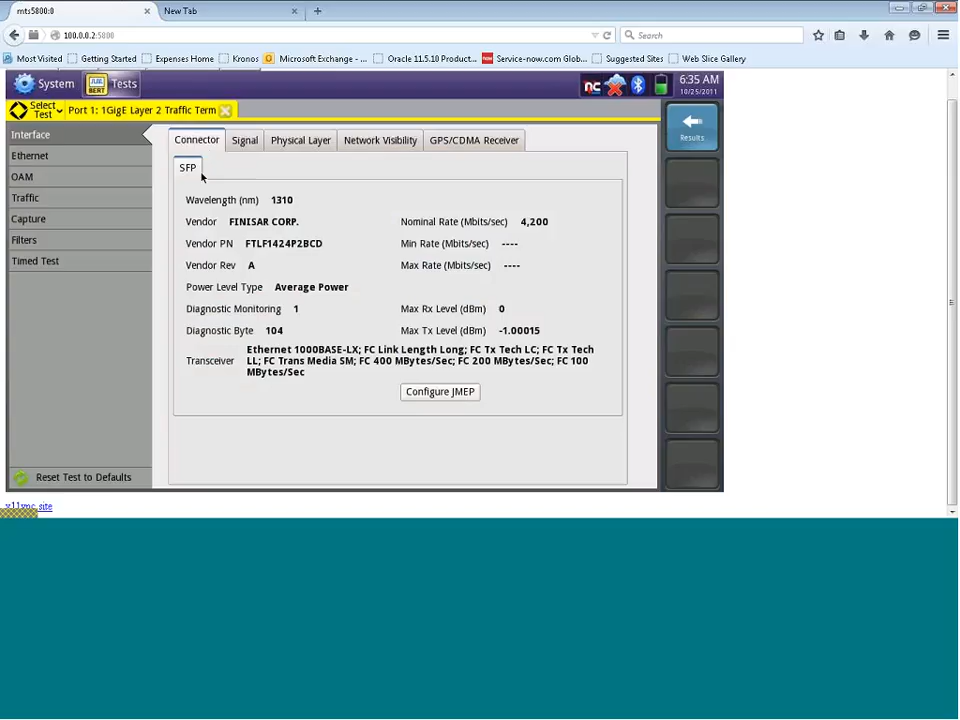 mts5800:0
New Tab
100.0.0.2:5800
Search
Most Visited Getting Started Expenses Home Kronos Microsoft Exchange - ... Oracle 11.5.10 Product... Service-now.com Glob... Suggested Sites Web Slice Gallery
System
BERT Tests
nc
6:35 AM
10/25/2011
Select
Test
Port 1: 1GigE Layer 2 Traffic Term
Results
Interface
Ethernet
OAM
Traffic
Capture
Filters
Timed Test
Reset Test to Defaults
Connector Signal Physical Layer Network Visibility GPS/CDMA Receiver
SFP
Wavelength (nm) 1310
Vendor FINISAR CORP. Nominal Rate (Mbits/sec) 4,200
Vendor PN FTLF1424P2BCD Min Rate (Mbits/sec) ----
Vendor Rev A Max Rate (Mbits/sec) ----
Power Level Type Average Power
Diagnostic Monitoring 1 Max Rx Level (dBm) 0
Diagnostic Byte 104 Max Tx Level (dBm) -1.00015
Transceiver Ethernet 1000BASE-LX; FC Link Length Long; FC Tx Tech LC; FC Tx Tech
LL; FC Trans Media SM; FC 400 MBytes/Sec; FC 200 MBytes/Sec; FC 100
MBytes/Sec
Configure JMEP
site